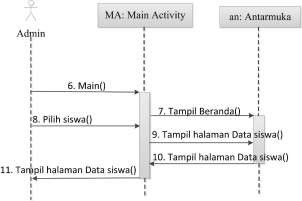 MA: Main Activity
an: Antarmuka
Admin
6. Main()
7. Tampil Beranda()
8. Pilih siswa()
9. Tampil halaman Data siswa()
10. Tampil halaman Data siswa()
11. Tampil halaman Data siswa()